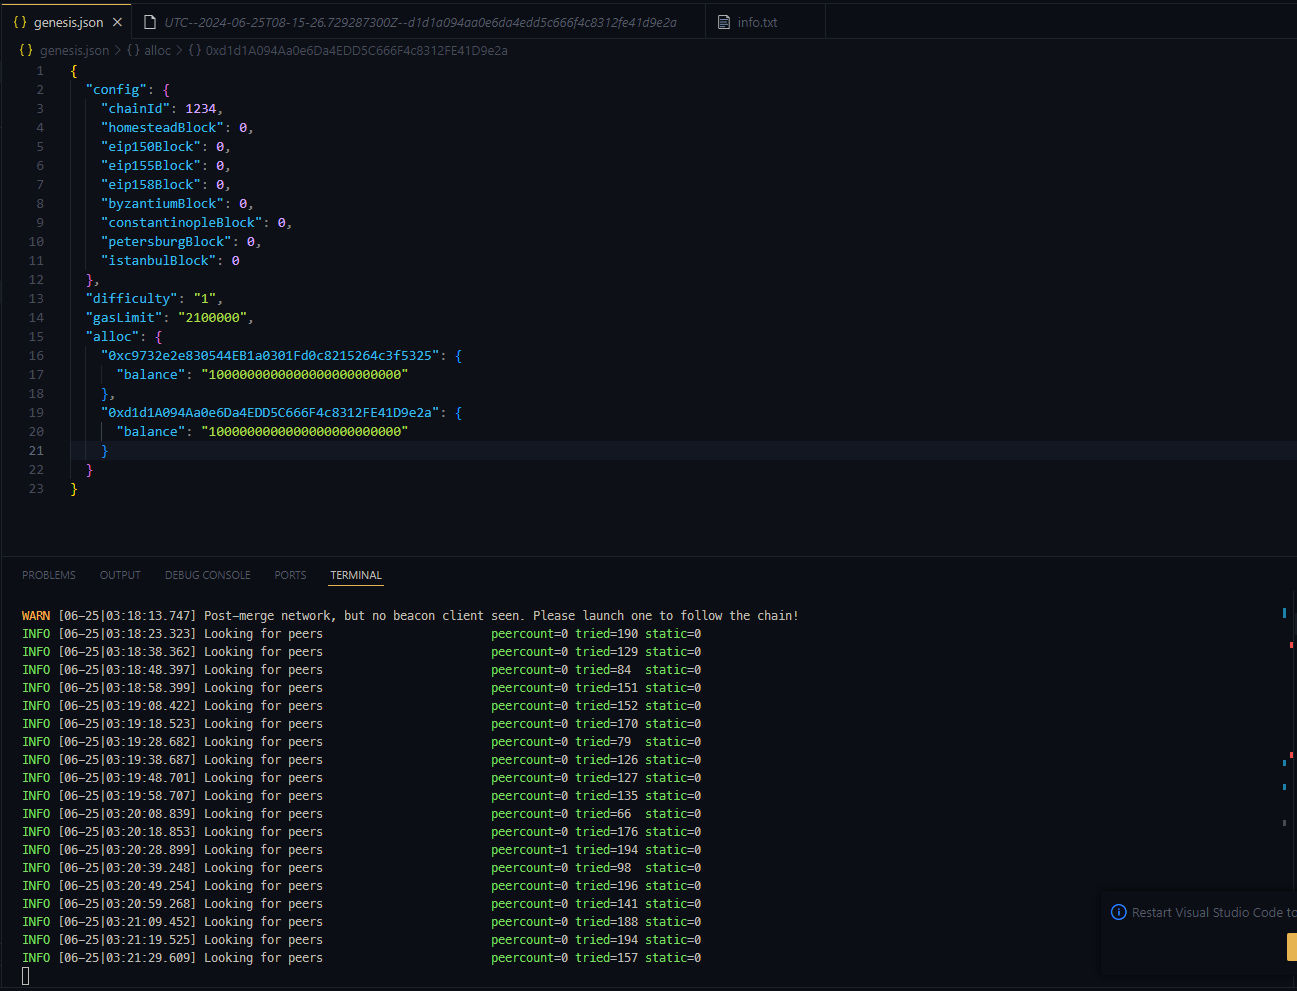 { } genesis.json × UTC--2024-06-25T08-15-26.729287300Z--d1d1a094aa0e6da4edd5c666f4c8312fe41d9e2a info.txt
{ } genesis.json > { } alloc > { } 0xd1d1A094Aa0e6Da4EDD5C666F4c8312FE41D9e2a
1 {
2 "config": {
3 "chainId": 1234,
4 "homesteadBlock": 0,
5 "eip150Block": 0,
6 "eip155Block": 0,
7 "eip158Block": 0,
8 "byzantiumBlock": 0,
9 "constantinopleBlock": 0,
10 "petersburgBlock": 0,
11 "istanbulBlock": 0
12 },
13 "difficulty": "1",
14 "gasLimit": "2100000",
15 "alloc": {
16 "0xc9732e2e830544EB1a0301Fd0c8215264c3f5325": {
17 "balance": "1000000000000000000000000"
18 },
19 "0xd1d1A094Aa0e6Da4EDD5C666F4c8312FE41D9e2a": {
20 "balance": "1000000000000000000000000"
21 }
22 }
23 }
PROBLEMS OUTPUT DEBUG CONSOLE PORTS TERMINAL
WARN [06-25|03:18:13.747] Post-merge network, but no beacon client seen. Please launch one to follow the chain!
INFO [06-25|03:18:23.323] Looking for peers peercount=0 tried=190 static=0
INFO [06-25|03:18:38.362] Looking for peers peercount=0 tried=129 static=0
INFO [06-25|03:18:48.397] Looking for peers peercount=0 tried=84 static=0
INFO [06-25|03:18:58.399] Looking for peers peercount=0 tried=151 static=0
INFO [06-25|03:19:08.422] Looking for peers peercount=0 tried=152 static=0
INFO [06-25|03:19:18.523] Looking for peers peercount=0 tried=170 static=0
INFO [06-25|03:19:28.682] Looking for peers peercount=0 tried=79 static=0
INFO [06-25|03:19:38.687] Looking for peers peercount=0 tried=126 static=0
INFO [06-25|03:19:48.701] Looking for peers peercount=0 tried=127 static=0
INFO [06-25|03:19:58.707] Looking for peers peercount=0 tried=135 static=0
INFO [06-25|03:20:08.839] Looking for peers peercount=0 tried=66 static=0
INFO [06-25|03:20:18.853] Looking for peers peercount=0 tried=176 static=0
INFO [06-25|03:20:28.899] Looking for peers peercount=1 tried=194 static=0
INFO [06-25|03:20:39.248] Looking for peers peercount=0 tried=98 static=0
INFO [06-25|03:20:49.254] Looking for peers peercount=0 tried=196 static=0
INFO [06-25|03:20:59.268] Looking for peers peercount=0 tried=141 static=0
INFO [06-25|03:21:09.452] Looking for peers peercount=0 tried=188 static=0
INFO [06-25|03:21:19.525] Looking for peers peercount=0 tried=194 static=0
INFO [06-25|03:21:29.609] Looking for peers peercount=0 tried=157 static=0
Restart Visual Studio Code to